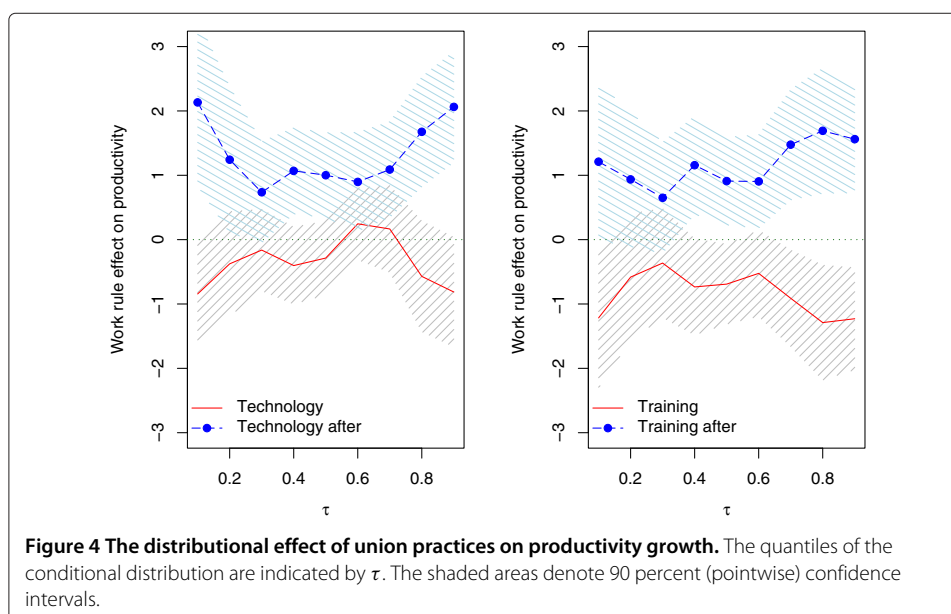 Work rule effect on productivity
3
2
1
0
-1
-2
-3
Technology
Technology after
0.2 0.4 0.6 0.8
τ
Work rule effect on productivity
3
2
1
0
-1
-2
-3
Training
Training after
0.2 0.4 0.6 0.8
τ
Figure 4 The distributional effect of union practices on productivity growth. The quantiles of the
conditional distribution are indicated by τ. The shaded areas denote 90 percent (pointwise) confidence
intervals.